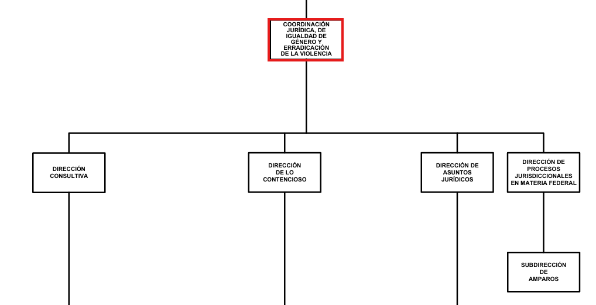 COORDINACIÓN
JURÍDICA, DE
IGUALDAD DE
GÉNERO Y
ERRADICACIÓN
DE LA VIOLENCIA
DIRECCIÓN
CONSULTIVA
DIRECCIÓN
DE LO
CONTENCIOSO
DIRECCIÓN DE
ASUNTOS
JURÍDICOS
DIRECCIÓN DE
PROCESOS
JURISDICCIONALES
EN MATERIA FEDERAL
SUBDIRECCIÓN
DE
AMPAROS